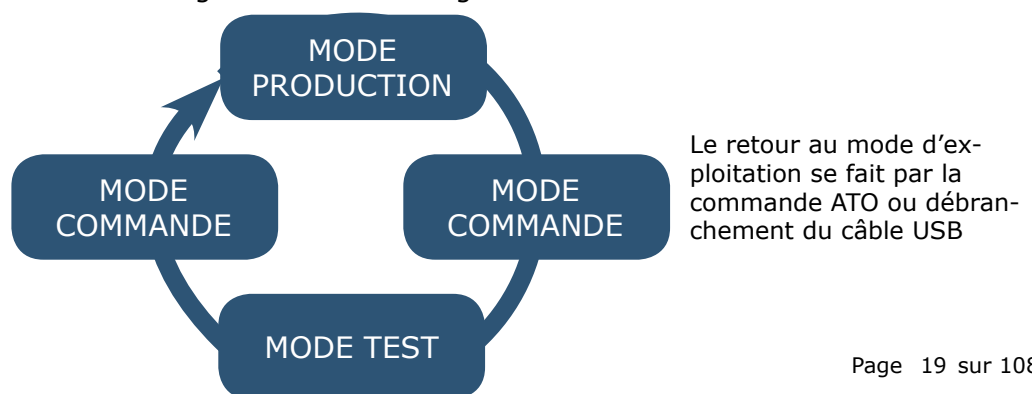 MODE
PRODUCTION
MODE
COMMANDE
MODE
COMMANDE
Le retour au mode d'ex-
ploitation se fait par la
commande ATO ou débran-
chement du câble USB
MODE TEST
Page 19 sur 108